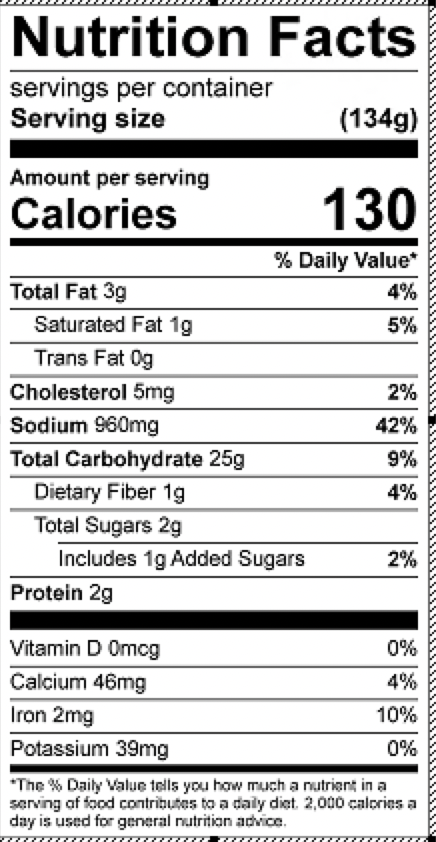 Nutrition Facts
servings per container
Serving size (134g)
Amount per serving
Calories 130
% Daily Value*
Total Fat 3g 4%
Saturated Fat 1g 5%
Trans Fat 0g
Cholesterol 5mg 2%
Sodium 960mg 42%
Total Carbohydrate 25g 9%
Dietary Fiber 1g 4%
Total Sugars 2g
Includes 1g Added Sugars 2%
Protein 2g
Vitamin D 0mcg 0%
Calcium 46mg 4%
Iron 2mg 10%
Potassium 39mg 0%
*The % Daily Value tells you how much a nutrient in a
serving of food contributes to a daily diet. 2,000 calories a
day is used for general nutrition advice.